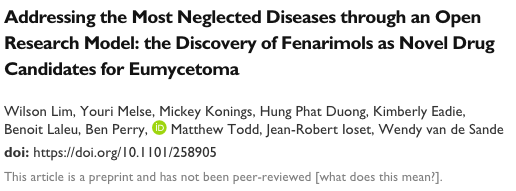 Addressing the Most Neglected Diseases through an Open
Research Model: the Discovery of Fenarimols as Novel Drug
Candidates for Eumycetoma
Wilson Lim, Youri Melse, Mickey Konings, Hung Phat Duong, Kimberly Eadie,
Benoit Laleu, Ben Perry, iD Matthew Todd, Jean-Robert Ioset, Wendy van de Sande
doi: https://doi.org/10.1101/258905
This article is a preprint and has not been peer-reviewed [what does this mean?].